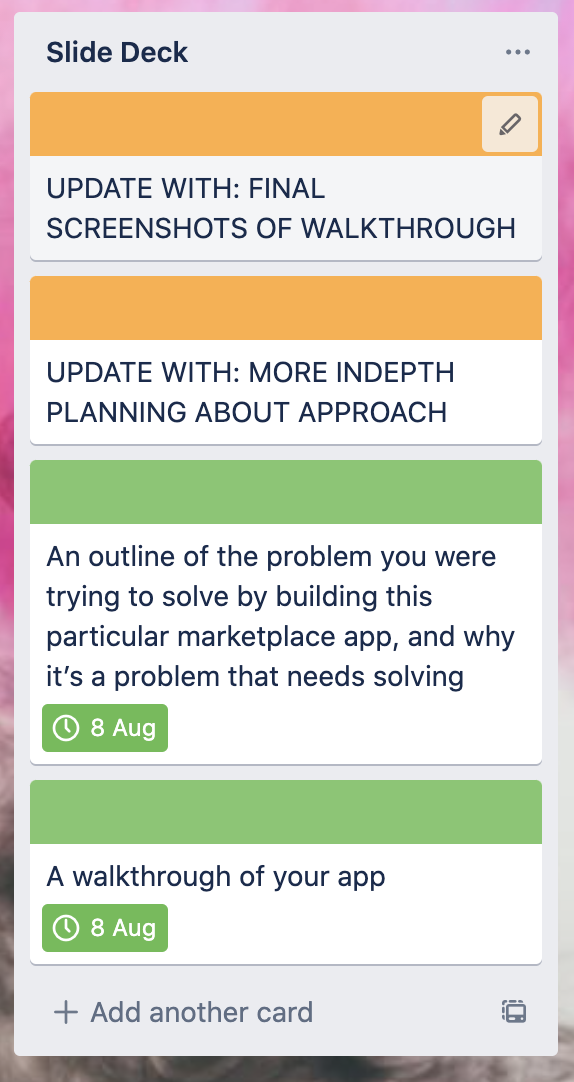 Slide Deck
UPDATE WITH: FINAL
SCREENSHOTS OF WALKTHROUGH
UPDATE WITH: MORE INDEPTH
PLANNING ABOUT APPROACH
An outline of the problem you were
trying to solve by building this
particular marketplace app, and why
it’s a problem that needs solving
8 Aug
A walkthrough of your app
8 Aug
Add another card